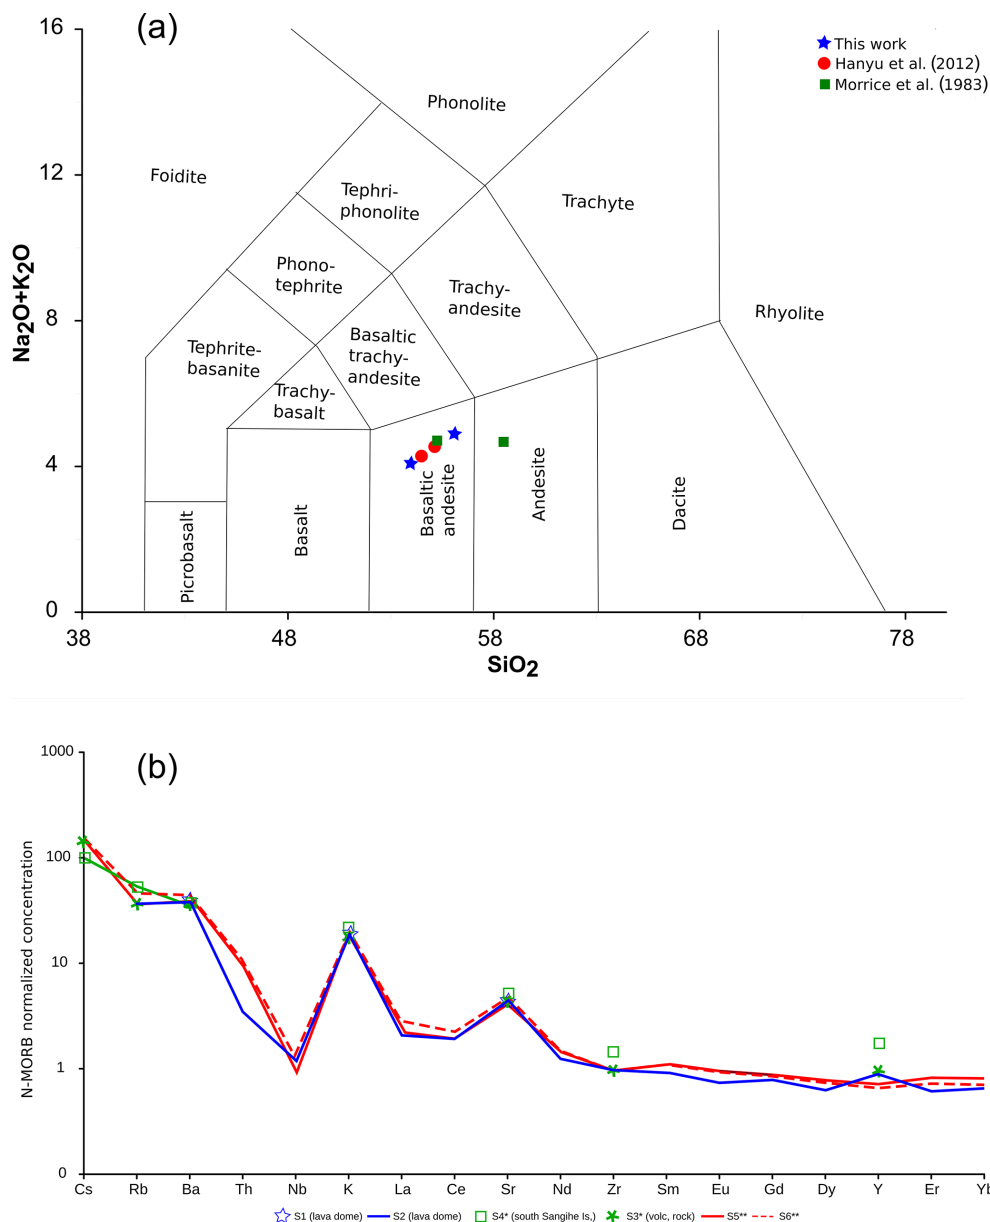 (a)
16
12
8
4
0
Na2O+K2O
This work
Hanyu et al. (2012)
Morrice et al. (1983)
Phonolite
Foidite
Tephri-
phonolite
Trachyte
Phono-
tephrite
Trachy-
andesite
Rhyolite
Tephrite-
basanite
Basaltic
trachy-
andesite
Trachy-
basalt
Picrobasalt
Basalt
Basaltic
andesite
Andesite
Dacite
38 48 58 68 78
SiO2
(b)
1000
100
10
1
0
N-MORB normalized concentration
Cs Rb Ba Th Nb K La Ce Sr Nd Zr Sm Eu Gd Dy Y Er Yb
S1 (lava dome) S2 (lava dome) S4* (south Sangihe Is,) S3* (volc, rock) S5** S6**